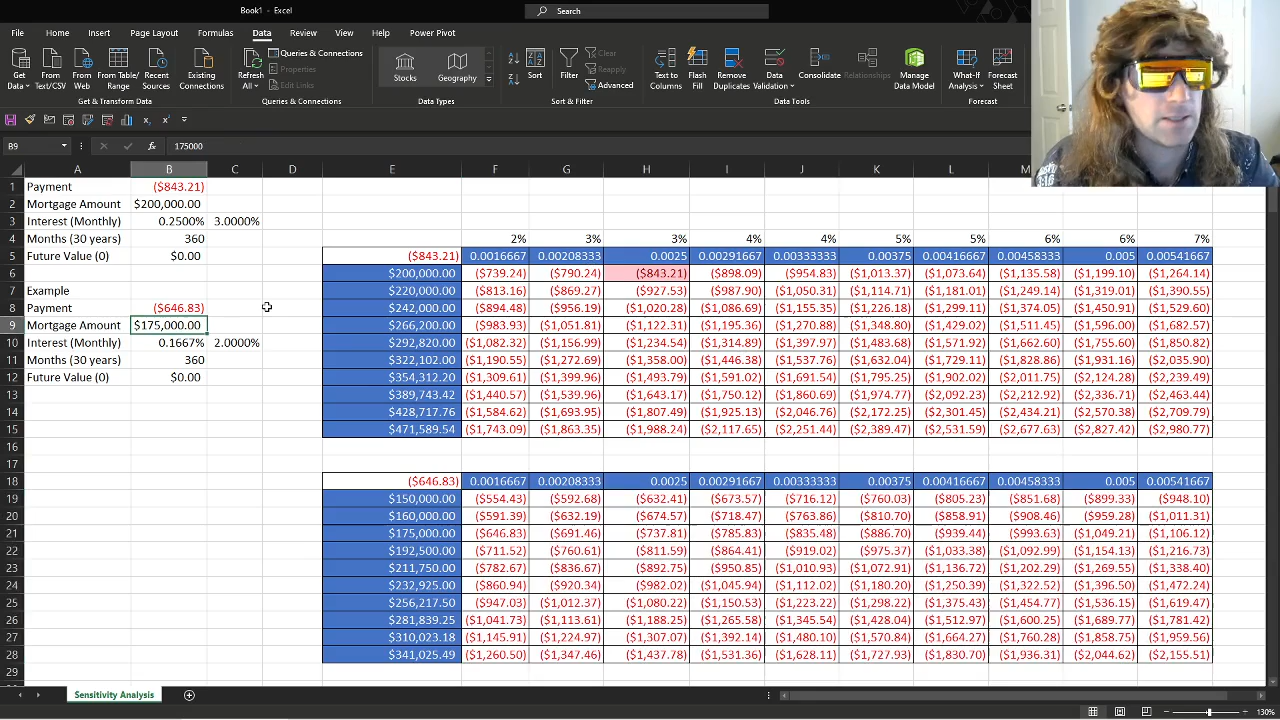 Book1 - Excel
Search
File Home Insert Page Layout Formulas Data Review View Help Power Pivot
Get Data
From Text/CSV
From Web
From Table/Range
Recent Sources
Existing Connections
Get & Transform Data
Refresh All
Queries & Connections
Properties
Edit Links
Queries & Connections
Stocks
Geography
Data Types
Sort
Filter
Clear
Reapply
Advanced
Sort & Filter
Text to Columns
Flash Fill
Remove Duplicates
Data Validation
Consolidate
Relationships
Manage Data Model
Data Tools
What-If Analysis
Forecast Sheet
Forecast
B9 fx 175000
A B C D E F G H I J K L M
1 Payment ($843.21)
2 Mortgage Amount $200,000.00
3 Interest (Monthly) 0.2500% 3.0000%
4 Months (30 years) 360 2% 3% 3% 4% 4% 5% 5% 6% 6% 7%
5 Future Value (0) $0.00 ($843.21) 0.0016667 0.00208333 0.0025 0.00291667 0.00333333 0.00375 0.00416667 0.00458333 0.005 0.00541667
6 $200,000.00 ($739.24) ($790.24) ($843.21) ($898.09) ($954.83) ($1,013.37) ($1,073.64) ($1,135.58) ($1,199.10) ($1,264.14)
7 Example $220,000.00 ($813.16) ($869.27) ($927.53) ($987.90) ($1,050.31) ($1,114.71) ($1,181.01) ($1,249.14) ($1,319.01) ($1,390.55)
8 Payment ($646.83) $242,000.00 ($894.48) ($956.19) ($1,020.28) ($1,086.69) ($1,155.35) ($1,226.18) ($1,299.11) ($1,374.05) ($1,450.91) ($1,529.60)
9 Mortgage Amount $175,000.00 $266,200.00 ($983.93) ($1,051.81) ($1,122.31) ($1,195.36) ($1,270.88) ($1,348.80) ($1,429.02) ($1,511.45) ($1,596.00) ($1,682.57)
10 Interest (Monthly) 0.1667% 2.0000% $292,820.00 ($1,082.32) ($1,156.99) ($1,234.54) ($1,314.89) ($1,397.97) ($1,483.68) ($1,571.92) ($1,662.60) ($1,755.60) ($1,850.82)
11 Months (30 years) 360 $322,102.00 ($1,190.55) ($1,272.69) ($1,358.00) ($1,446.38) ($1,537.76) ($1,632.04) ($1,729.11) ($1,828.86) ($1,931.16) ($2,035.90)
12 Future Value (0) $0.00 $354,312.20 ($1,309.61) ($1,399.96) ($1,493.79) ($1,591.02) ($1,691.54) ($1,795.25) ($1,902.02) ($2,011.75) ($2,124.28) ($2,239.49)
13 $389,743.42 ($1,440.57) ($1,539.96) ($1,643.17) ($1,750.12) ($1,860.69) ($1,974.77) ($2,092.23) ($2,212.92) ($2,336.71) ($2,463.44)
14 $428,717.76 ($1,584.62) ($1,693.95) ($1,807.49) ($1,925.13) ($2,046.76) ($2,172.25) ($2,301.45) ($2,434.21) ($2,570.38) ($2,709.79)
15 $471,589.54 ($1,743.09) ($1,863.35) ($1,988.24) ($2,117.65) ($2,251.44) ($2,389.47) ($2,531.59) ($2,677.63) ($2,827.42) ($2,980.77)
16
17
18 ($646.83) 0.0016667 0.00208333 0.0025 0.00291667 0.00333333 0.00375 0.00416667 0.00458333 0.005 0.00541667
19 $150,000.00 ($554.43) ($592.68) ($632.41) ($673.57) ($716.12) ($760.03) ($805.23) ($851.68) ($899.33) ($948.10)
20 $160,000.00 ($591.39) ($632.19) ($674.57) ($718.47) ($763.86) ($810.70) ($858.91) ($908.46) ($959.28) ($1,011.31)
21 $175,000.00 ($646.83) ($691.46) ($737.81) ($785.83) ($835.48) ($886.70) ($939.44) ($993.63) ($1,049.21) ($1,106.12)
22 $192,500.00 ($711.52) ($760.61) ($811.59) ($864.41) ($919.02) ($975.37) ($1,033.38) ($1,092.99) ($1,154.13) ($1,216.73)
23 $211,750.00 ($782.67) ($836.67) ($892.75) ($950.85) ($1,010.93) ($1,072.91) ($1,136.72) ($1,202.29) ($1,269.55) ($1,338.40)
24 $232,925.00 ($860.94) ($920.34) ($982.02) ($1,045.94) ($1,112.02) ($1,180.20) ($1,250.39) ($1,322.52) ($1,396.50) ($1,472.24)
25 $256,217.50 ($947.03) ($1,012.37) ($1,080.22) ($1,150.53) ($1,223.22) ($1,298.22) ($1,375.43) ($1,454.77) ($1,536.15) ($1,619.47)
26 $281,839.25 ($1,041.73) ($1,113.61) ($1,188.25) ($1,265.58) ($1,345.54) ($1,428.04) ($1,512.97) ($1,600.25) ($1,689.77) ($1,781.42)
27 $310,023.18 ($1,145.91) ($1,224.97) ($1,307.07) ($1,392.14) ($1,480.10) ($1,570.84) ($1,664.27) ($1,760.28) ($1,858.75) ($1,959.56)
28 $341,025.49 ($1,260.50) ($1,347.46) ($1,437.78) ($1,531.36) ($1,628.11) ($1,727.93) ($1,830.70) ($1,936.31) ($2,044.62) ($2,155.51)
29
Sensitivity Analysis
130%